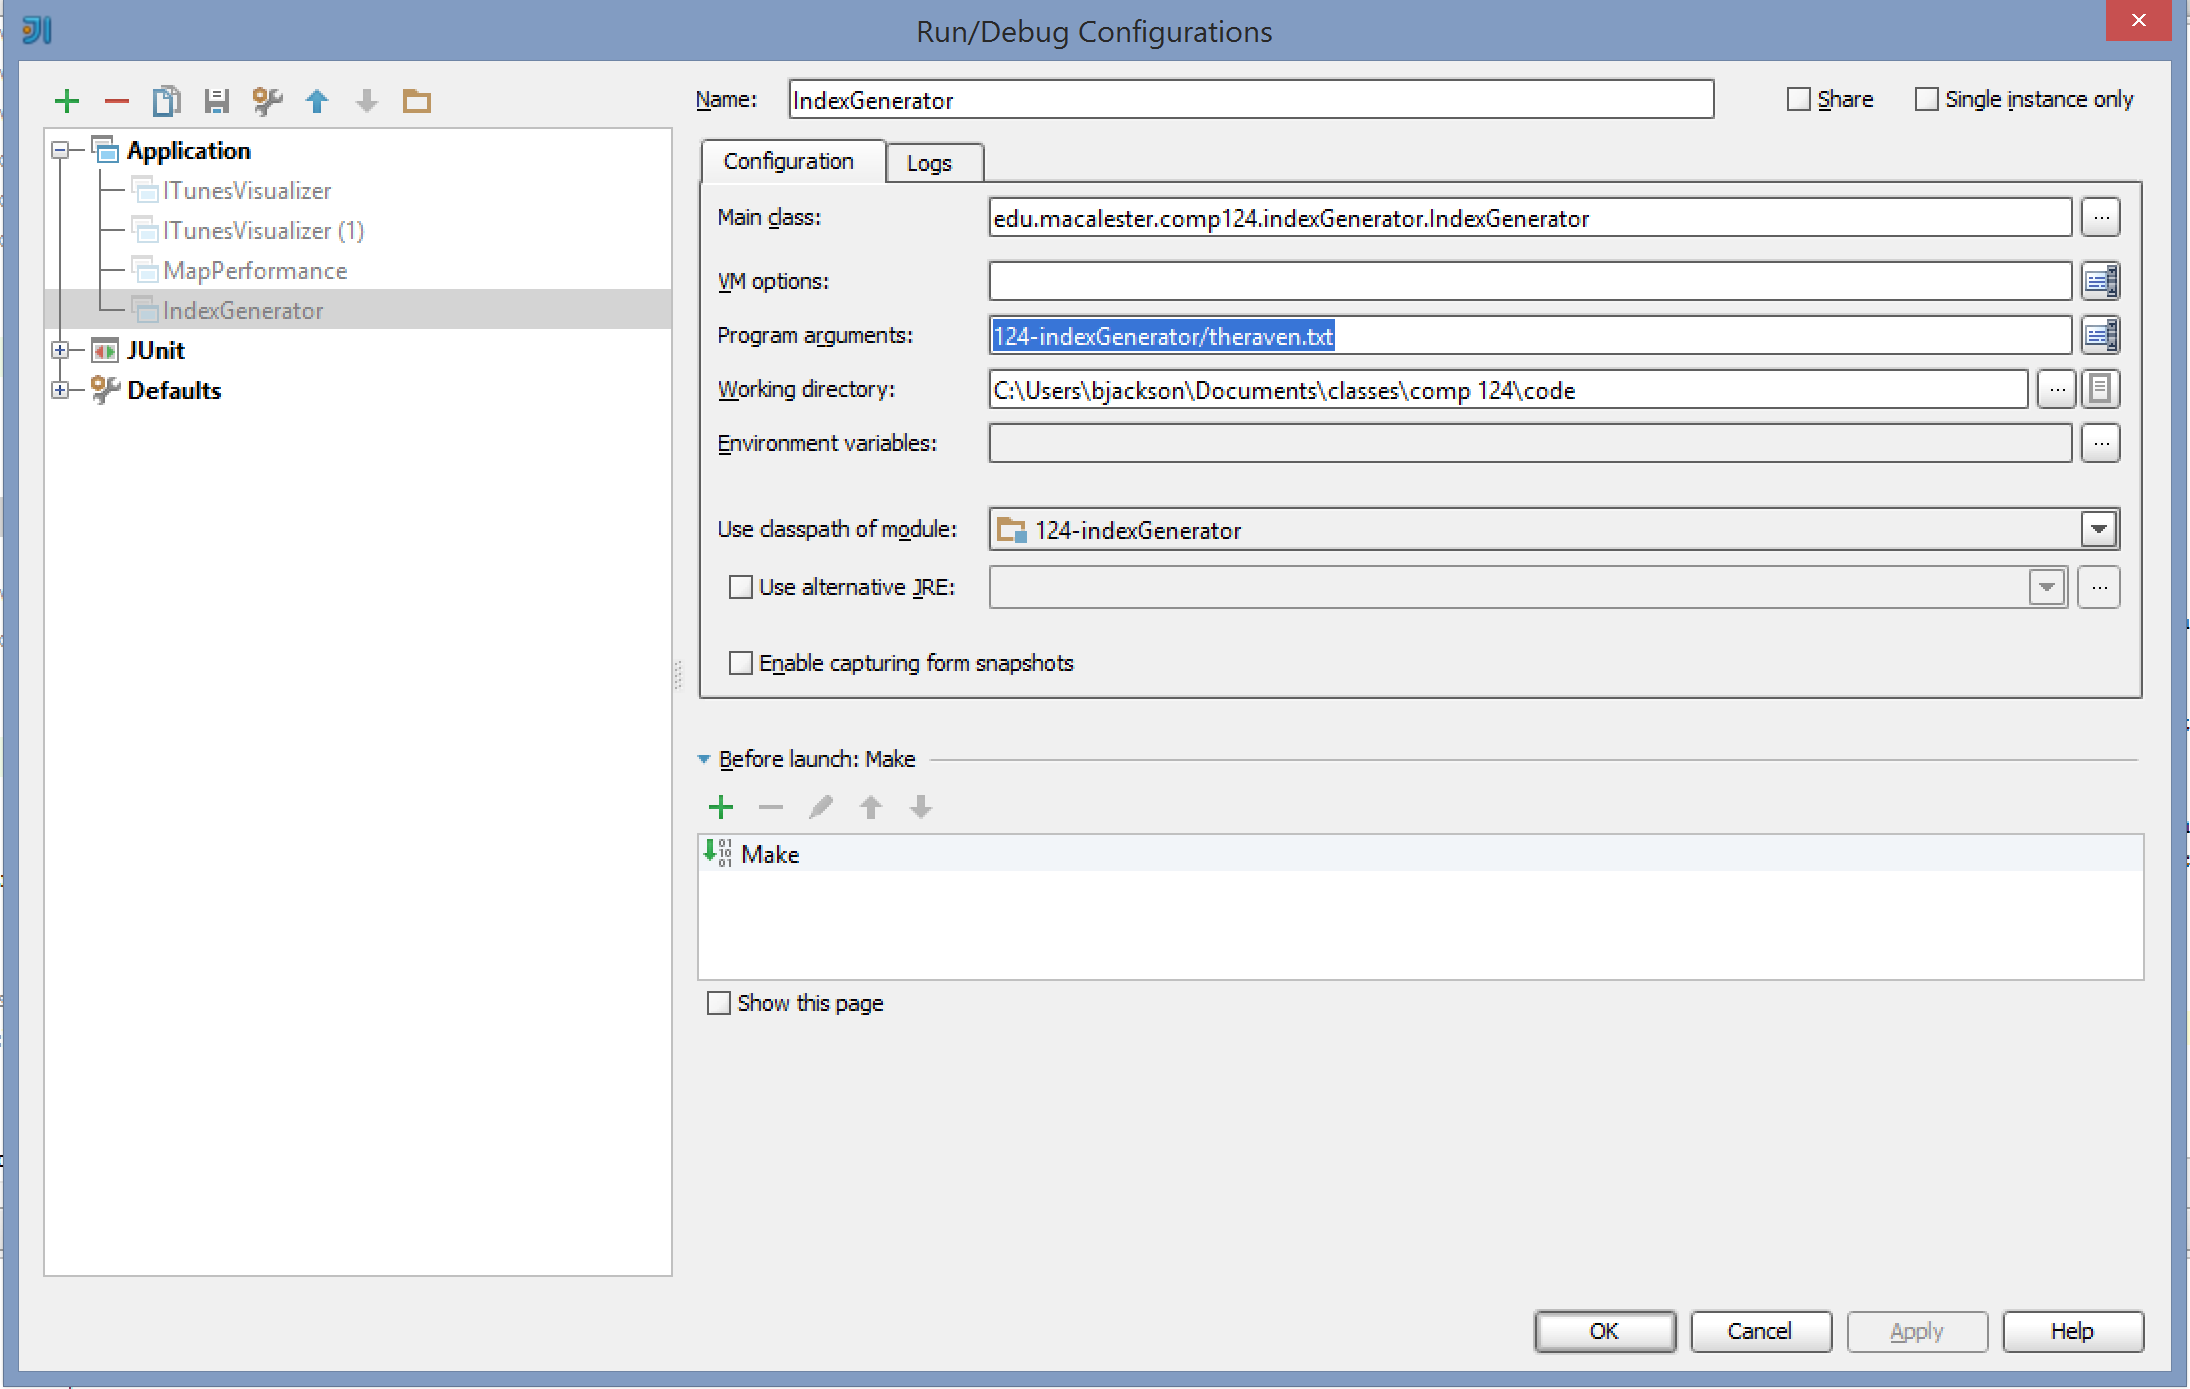 Run/Debug Configurations
Name: IndexGenerator
Share
Single instance only
Application
ITunesVisualizer
ITunesVisualizer (1)
MapPerformance
IndexGenerator
JUnit
Defaults
Configuration
Logs
Main class: edu.macalester.comp124.indexGenerator.IndexGenerator ...
VM options:
Program arguments: 124-indexGenerator/theraven.txt
Working directory: C:\Users\bjackson\Documents\classes\comp 124\code ...
Environment variables: ...
Use classpath of module: 124-indexGenerator
Use alternative JRE: ...
Enable capturing form snapshots
Before launch: Make
Make
Show this page
OK
Cancel
Apply
Help